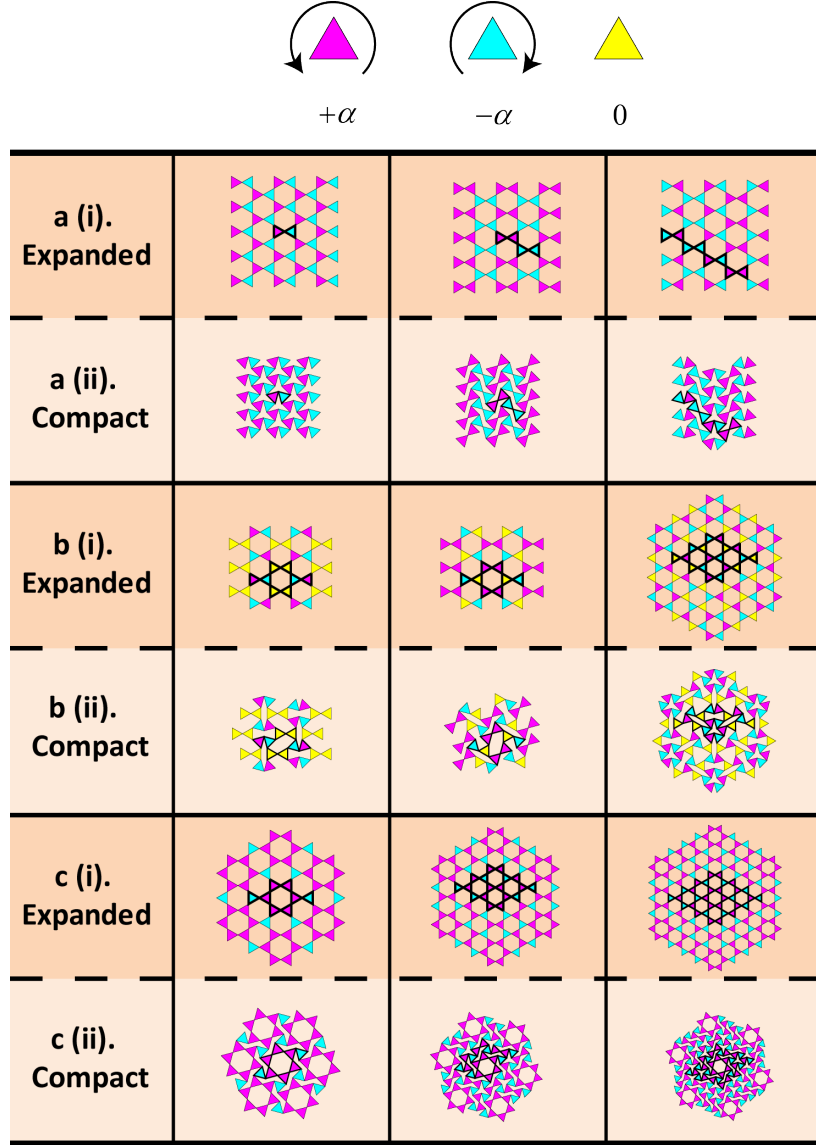 +α
−α
0
a (i).
Expanded
a (ii).
Compact
b (i).
Expanded
b (ii).
Compact
c (i).
Expanded
c (ii).
Compact